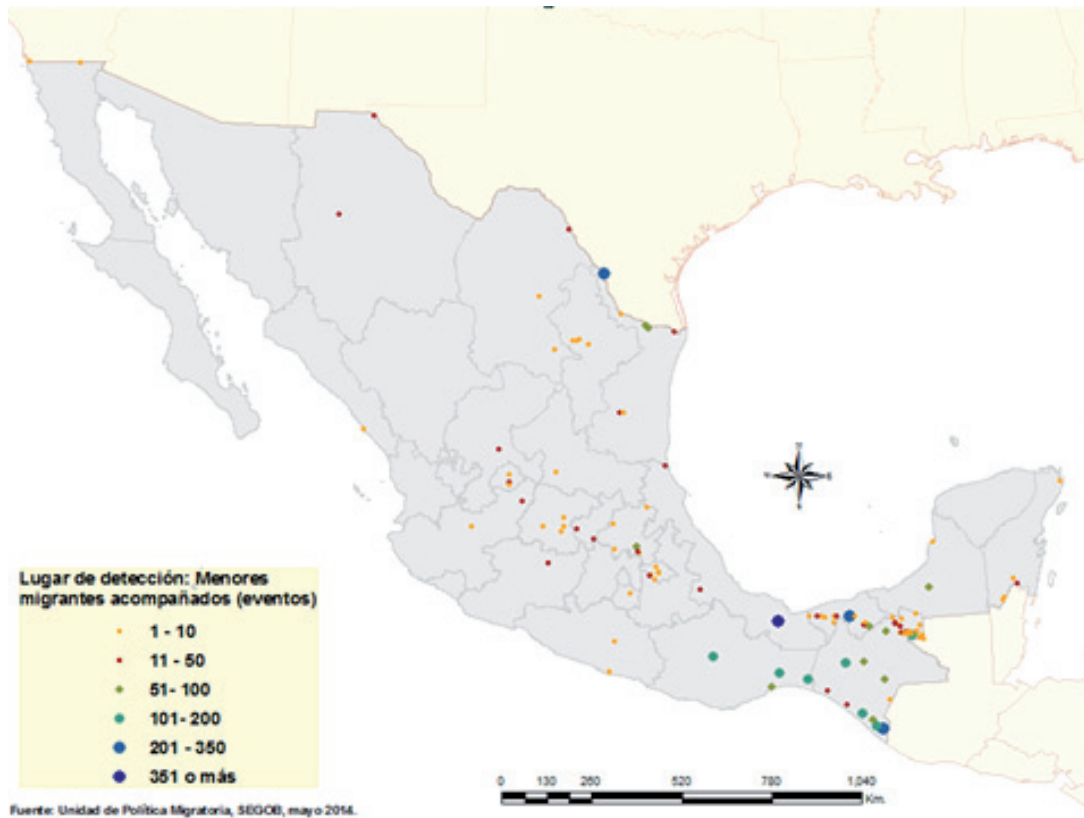 Lugar de detección: Menores
migrantes acompañados (eventos)
1 - 10
11 - 50
51- 100
101- 200
201 - 350
351 o más
0 130 260 520 780 1,040
Km.
Fuente: Unidad de Política Migratoria, SEGOB, mayo 2014.